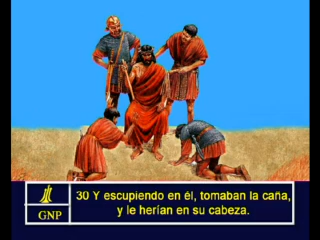 30 Y escupiendo en él, tomaban la caña,
y le herían en su cabeza.
GNP